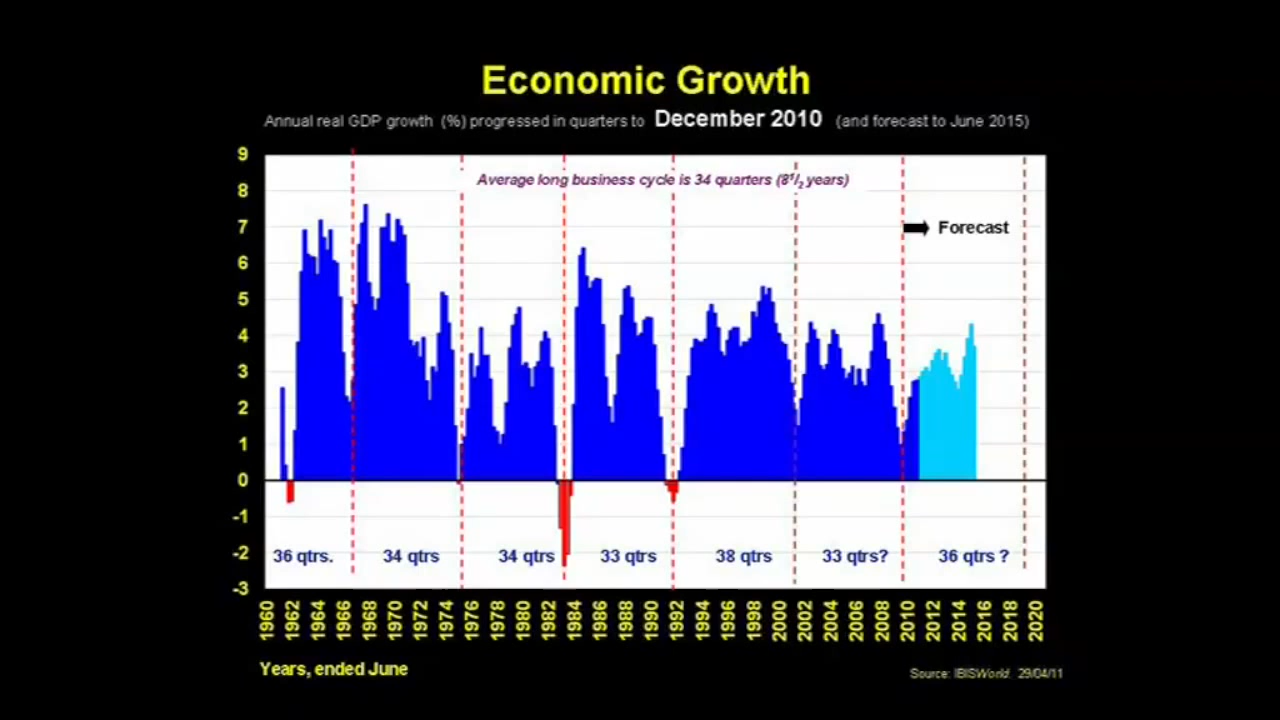 Economic Growth
Annual real GDP growth (%) progressed in quarters to December 2010 (and forecast to June 2015)
9
Average long business cycle is 34 quarters (8½ years)
8
7
Forecast
6
5
4
3
2
1
0
-1
-2
36 qtrs. 34 qtrs 34 qtrs 33 qtrs 38 qtrs 33 qtrs? 36 qtrs ?
-3
1960 1962 1964 1966 1968 1970 1972 1974 1976 1978 1980 1982 1984 1986 1988 1990 1992 1994 1996 1998 2000 2002 2004 2006 2008 2010 2012 2014 2016 2018 2020
Years, ended June
Source: IBISWorld 29/04/11